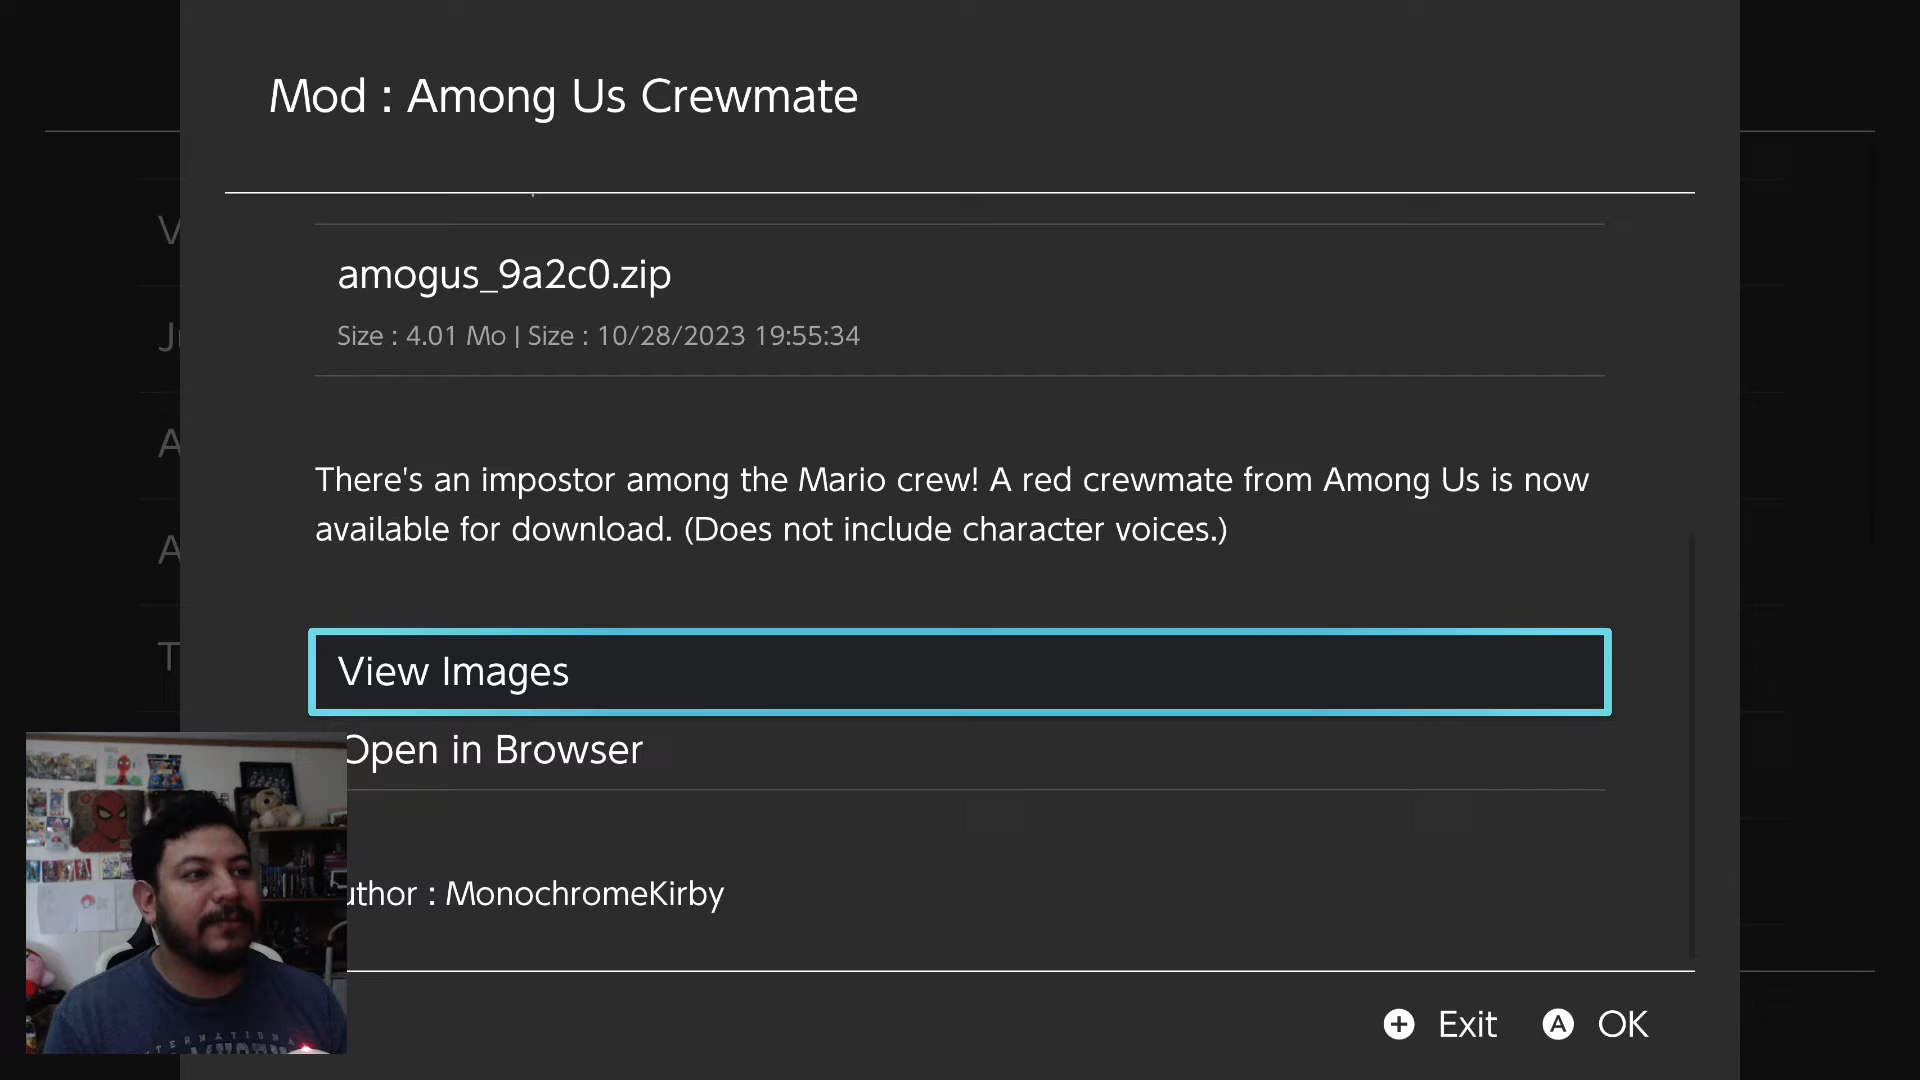 Mod : Among Us Crewmate
amogus_9a2c0.zip
Size : 4.01 Mo | Size : 10/28/2023 19:55:34
There's an impostor among the Mario crew! A red crewmate from Among Us is now
available for download. (Does not include character voices.)
View Images
Open in Browser
uthor : MonochromeKirby
Exit
A OK